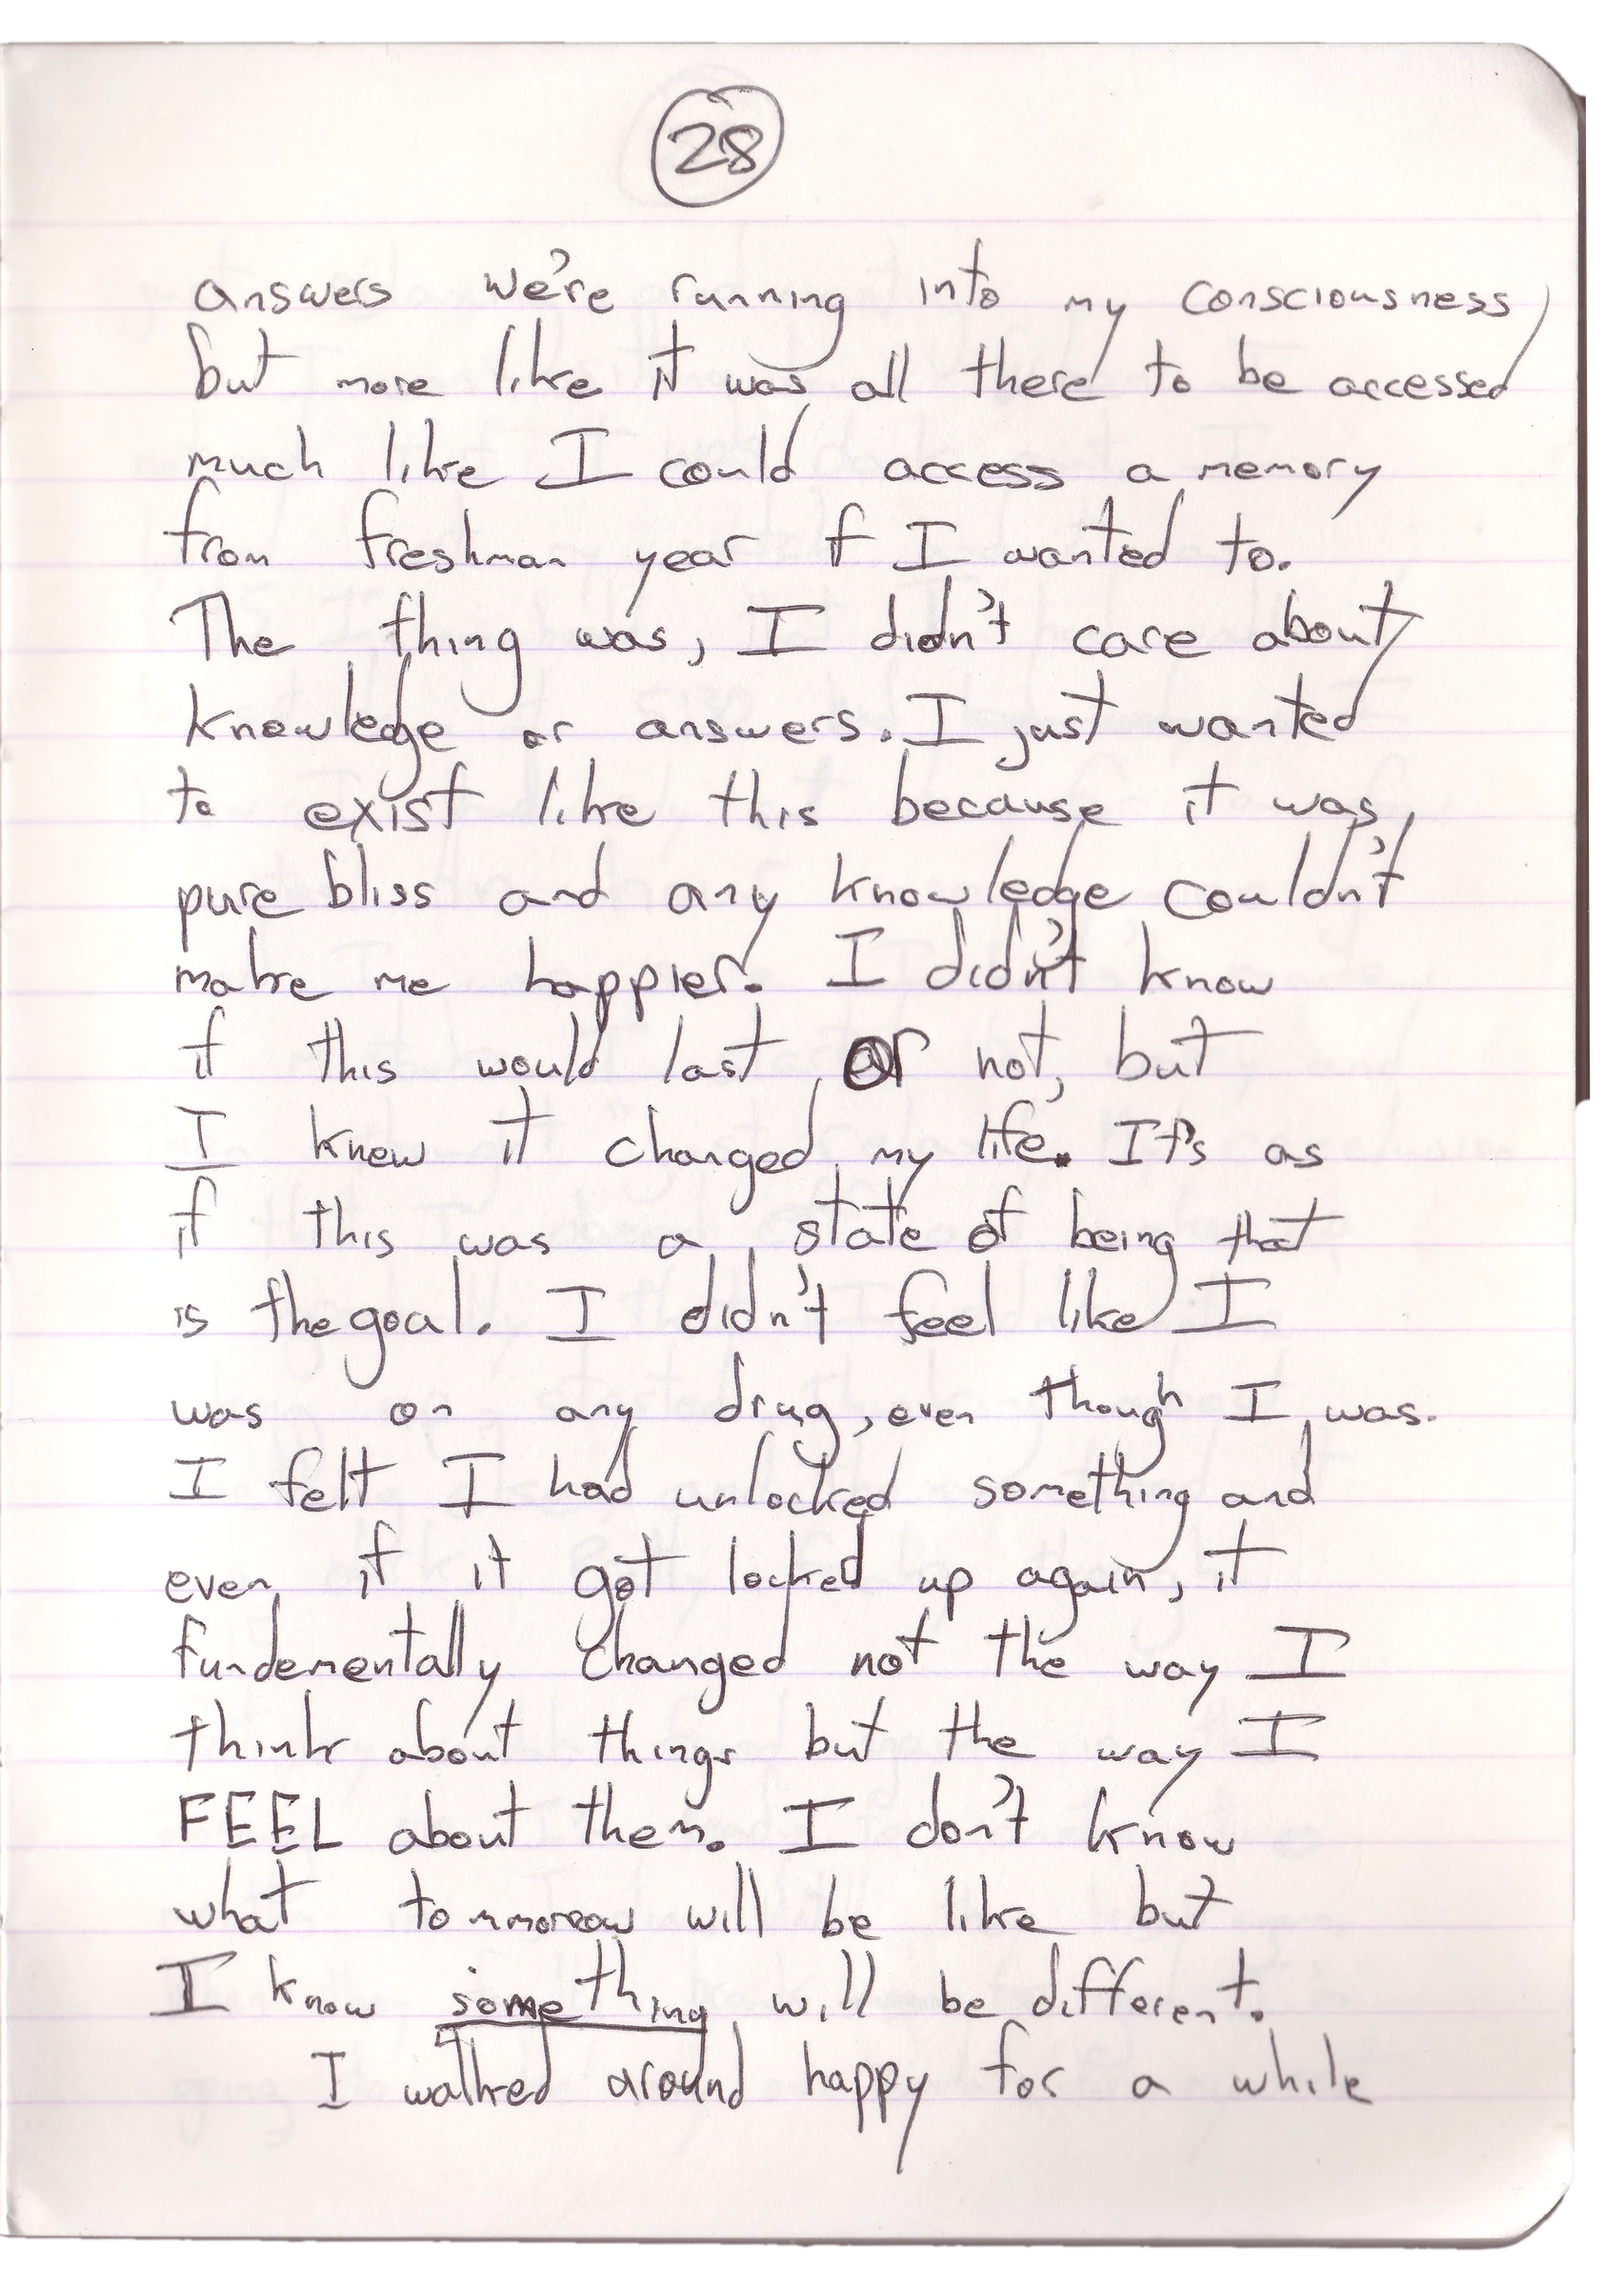 28
answers we're running into my consciousness,
but more like it was all there to be accessed
much like I could access a memory
from freshman year if I wanted to.
The thing was, I didn't care about
knowledge or answers. I just wanted
to exist like this because it was
pure bliss and any knowledge couldn't
make me happier. I didn't know
if this would last or not, but
I knew it changed my life. It's as
if this was a state of being that
is the goal. I didn't feel like I
was on any drug, even though I was.
I felt I had unlocked something and
even if it got locked up again, it
fundementally changed not the way I
think about things but the way I
FEEL about them. I don't know
what tommorrow will be like but
I know something will be different.
I walked around happy for a while